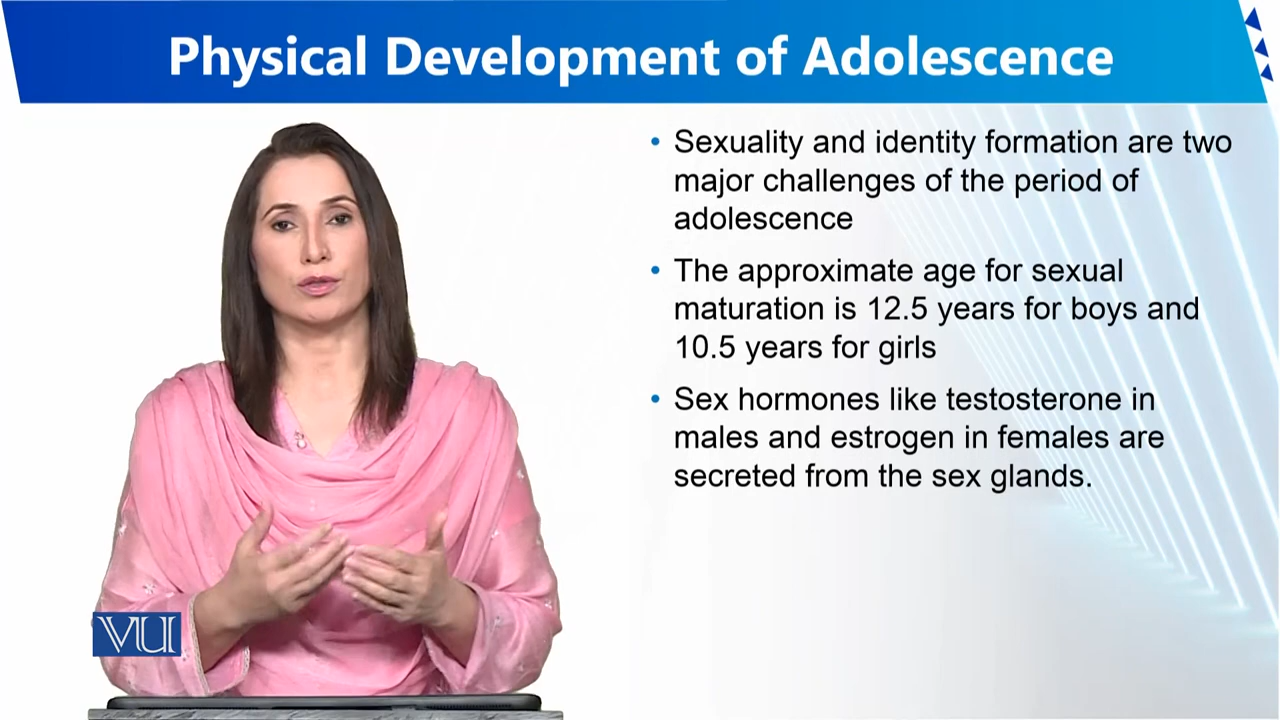 Physical Development of Adolescence
• Sexuality and identity formation are two
major challenges of the period of
adolescence
• The approximate age for sexual
maturation is 12.5 years for boys and
10.5 years for girls
• Sex hormones like testosterone in
males and estrogen in females are
secreted from the sex glands.
VU